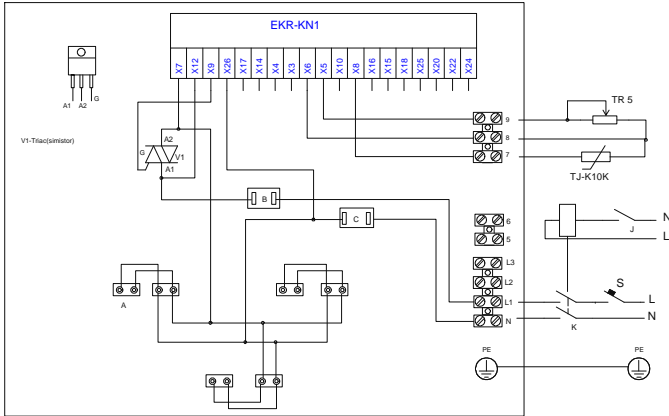 EKR-KN1
X7 X12 X9 X26 X17 X14 X4 X3 X6 X5 X10 X8 X16 X15 X18 X25 X20 X22 X24
A1 A2 G
V1-Triac(simistor)
A2
G V1
A1
B
C
A
9
8
7
6
5
L3
L2
L1
N
TR 5
TJ-K10K
N
J
L
S
L
N
K
PE
PE